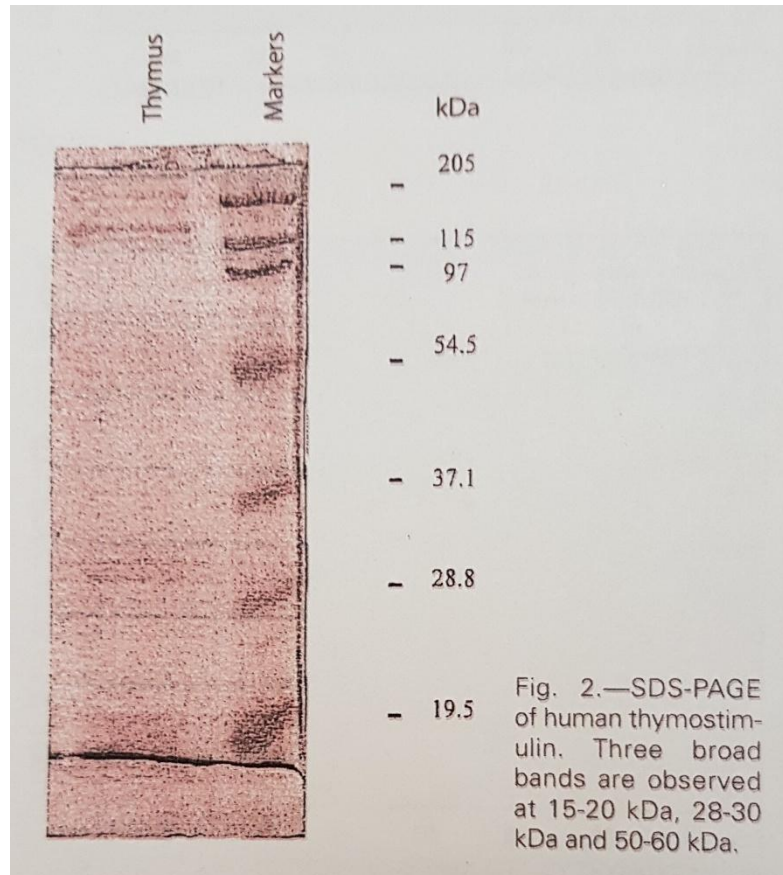 Thymus
Markers
kDa
205
115
97
54.5
37.1
28.8
19.5
Fig. 2.—SDS-PAGE
of human thymostim-
ulin. Three broad
bands are observed
at 15-20 kDa, 28-30
kDa and 50-60 kDa.